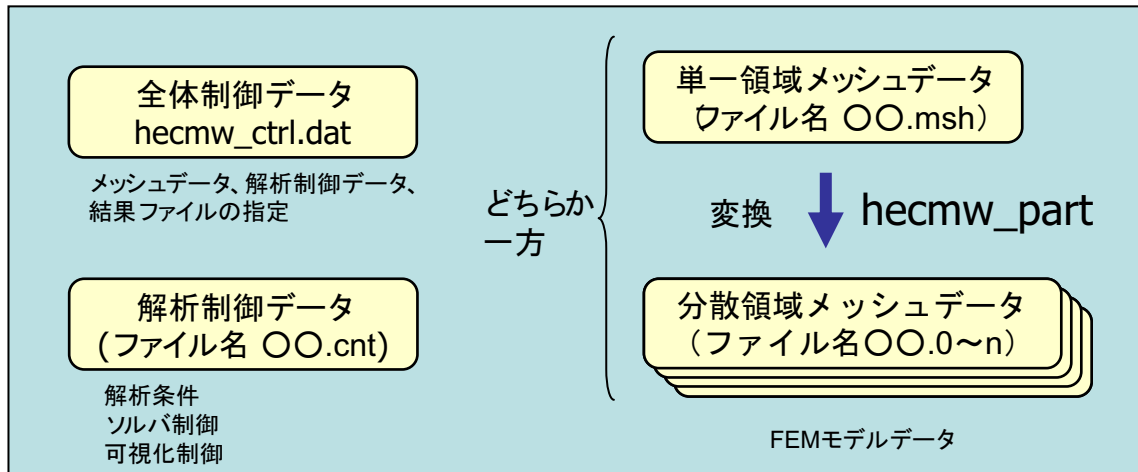 全体制御データ
hecmw_ctrl.dat
メッシュデータ、解析制御データ、
結果ファイルの指定
解析制御データ
(ファイル名 〇〇.cnt)
解析条件
ソルバ制御
可視化制御
どちらか
一方
単一領域メッシュデータ
(ファイル名 〇〇.msh)
変換
hecmw_part
分散領域メッシュデータ
(ファイル名〇〇.0～n)
FEMモデルデータ